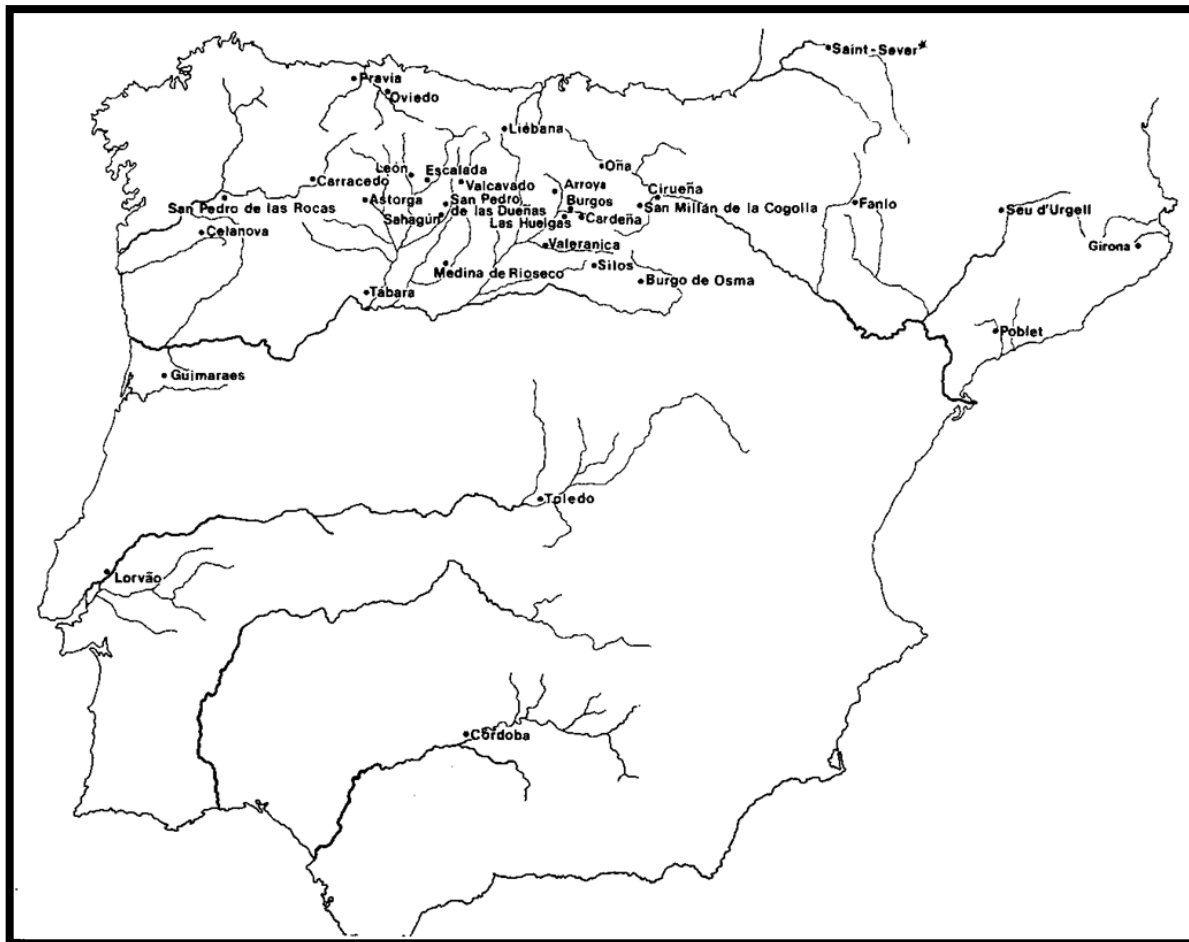 Saint-Sever*
Pravia
Oviedo
Liébana
Oña
León
Escalada
Carracedo
Valcavado
Arroya
Cirueña
Astorga
San Pedro
de las Dueñas
Burgos
San Pedro de las Rocas
Sahagún
Las Huelgas
Cardeña
San Millán de la Cogolla
Fanlo
Seu d'Urgell
Celanova
Valeranica
Girona
Medina de Rioseco
Silos
Burgo de Osma
Tábara
Poblet
Guimaraes
Toledo
Lorvão
Córdoba